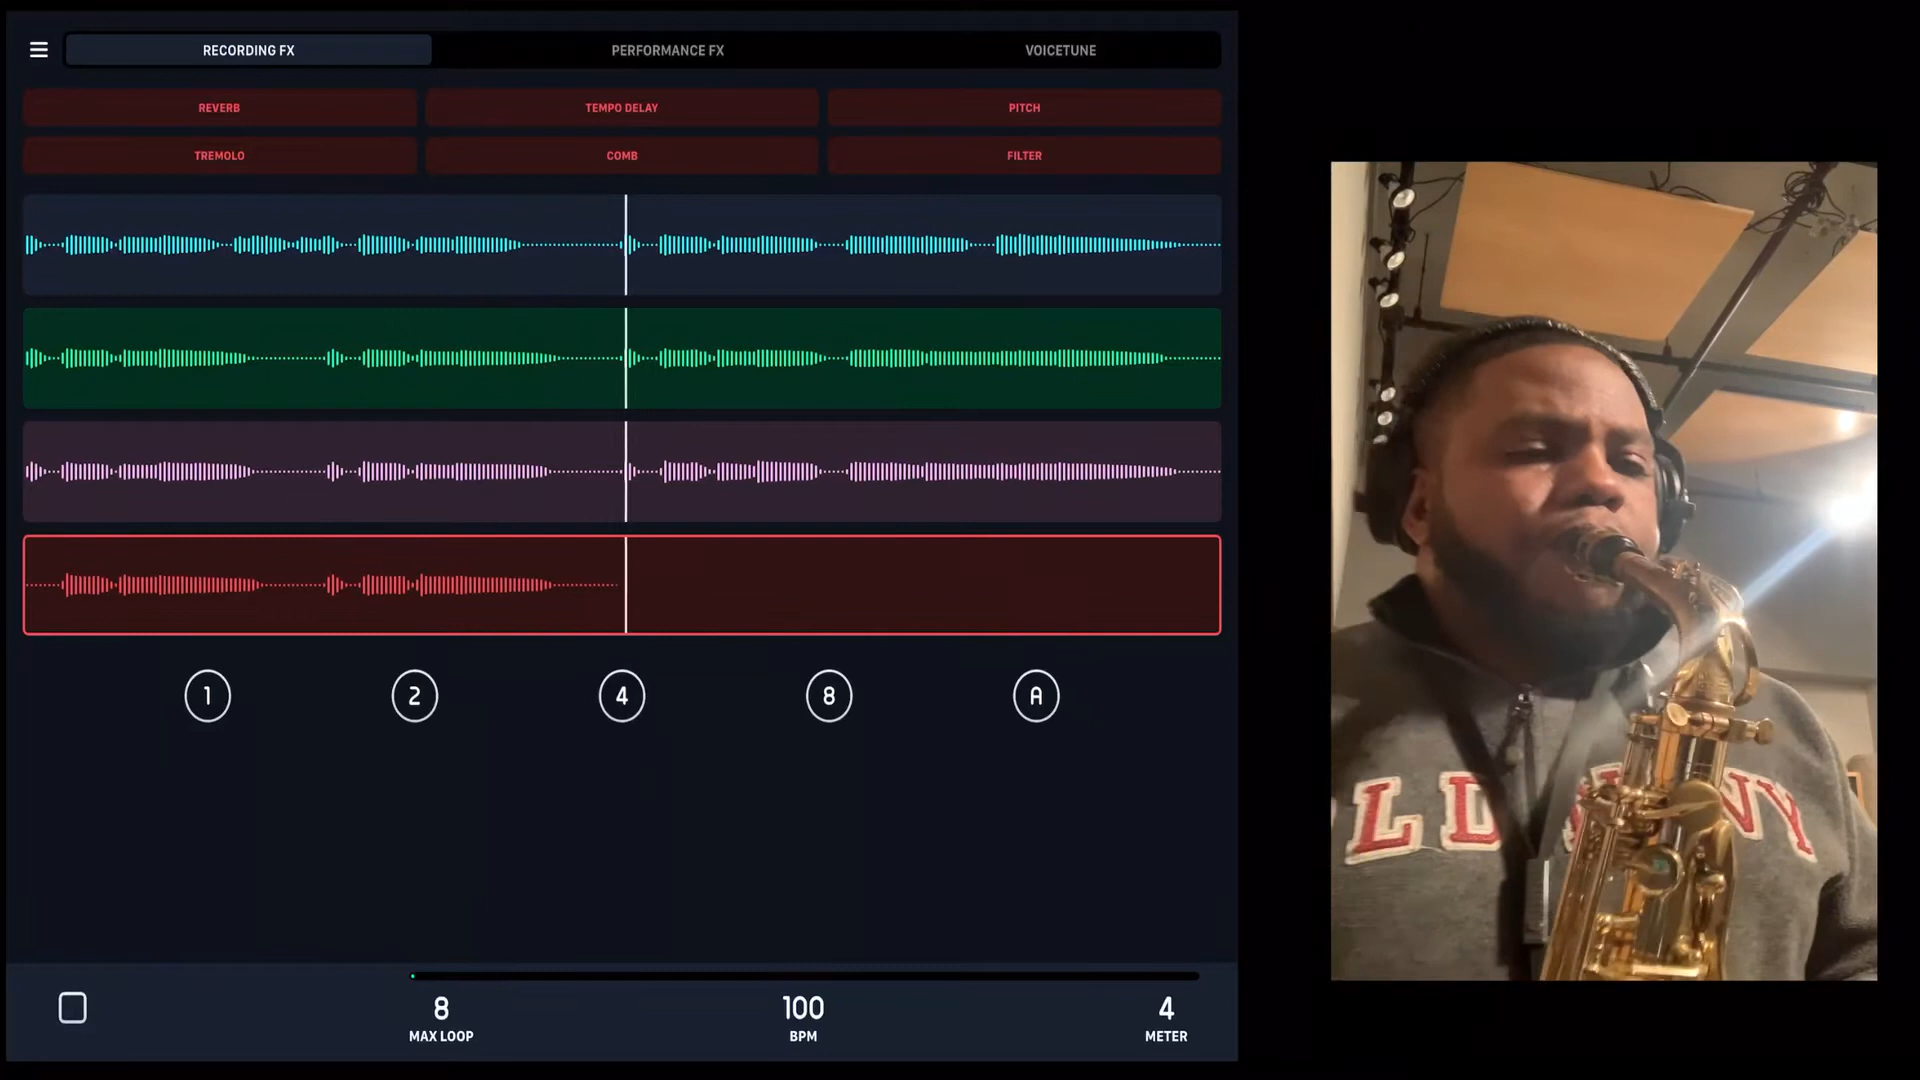 RECORDING FX
PERFORMANCE FX
VOICETUNE
REVERB
TEMPO DELAY
PITCH
TREMOLO
COMB
FILTER
1
2
4
8
A
8
MAX LOOP
100
BPM
4
METER